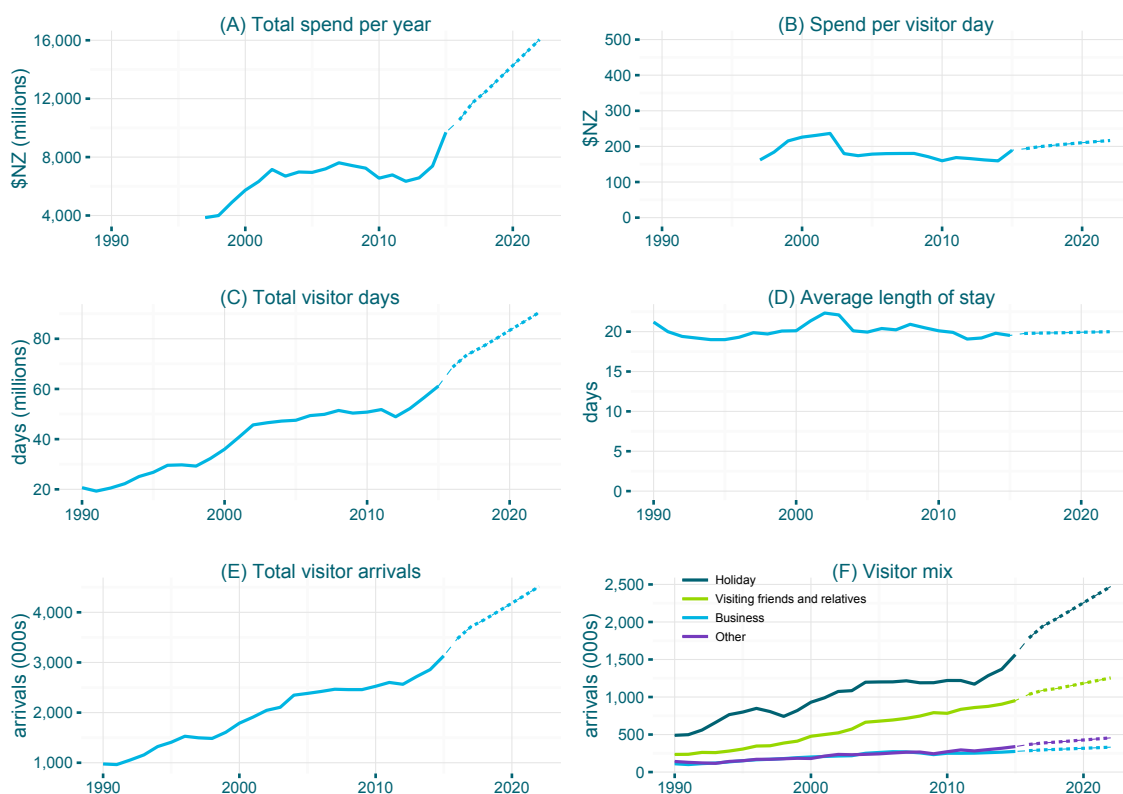 (A) Total spend per year
$NZ (millions)
16,000
12,000
8,000
4,000
1990 2000 2010 2020
(B) Spend per visitor day
$NZ
500
400
300
200
100
0
1990 2000 2010 2020
(C) Total visitor days
days (millions)
80
60
40
20
1990 2000 2010 2020
(D) Average length of stay
days
20
15
10
5
0
1990 2000 2010 2020
(E) Total visitor arrivals
arrivals (000s)
4,000
3,000
2,000
1,000
1990 2000 2010 2020
(F) Visitor mix
Holiday
Visiting friends and relatives
Business
Other
arrivals (000s)
2,500
2,000
1,500
1,000
500
0
1990 2000 2010 2020